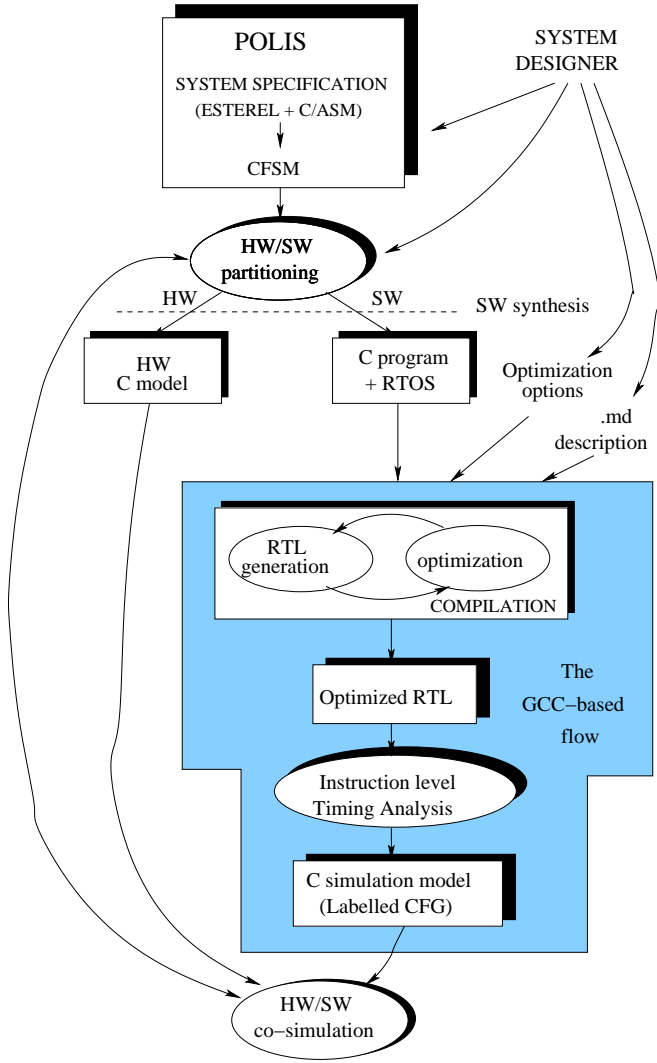 POLIS
SYSTEM SPECIFICATION
(ESTEREL + C/ASM)
CFSM
SYSTEM
DESIGNER
HW/SW
partitioning
HW
SW
SW synthesis
HW
C model
C program
+ RTOS
Optimization
options
.md
description
RTL
generation
optimization
COMPILATION
Optimized RTL
The
GCC−based
flow
Instruction level
Timing Analysis
C simulation model
(Labelled CFG)
HW/SW
co−simulation